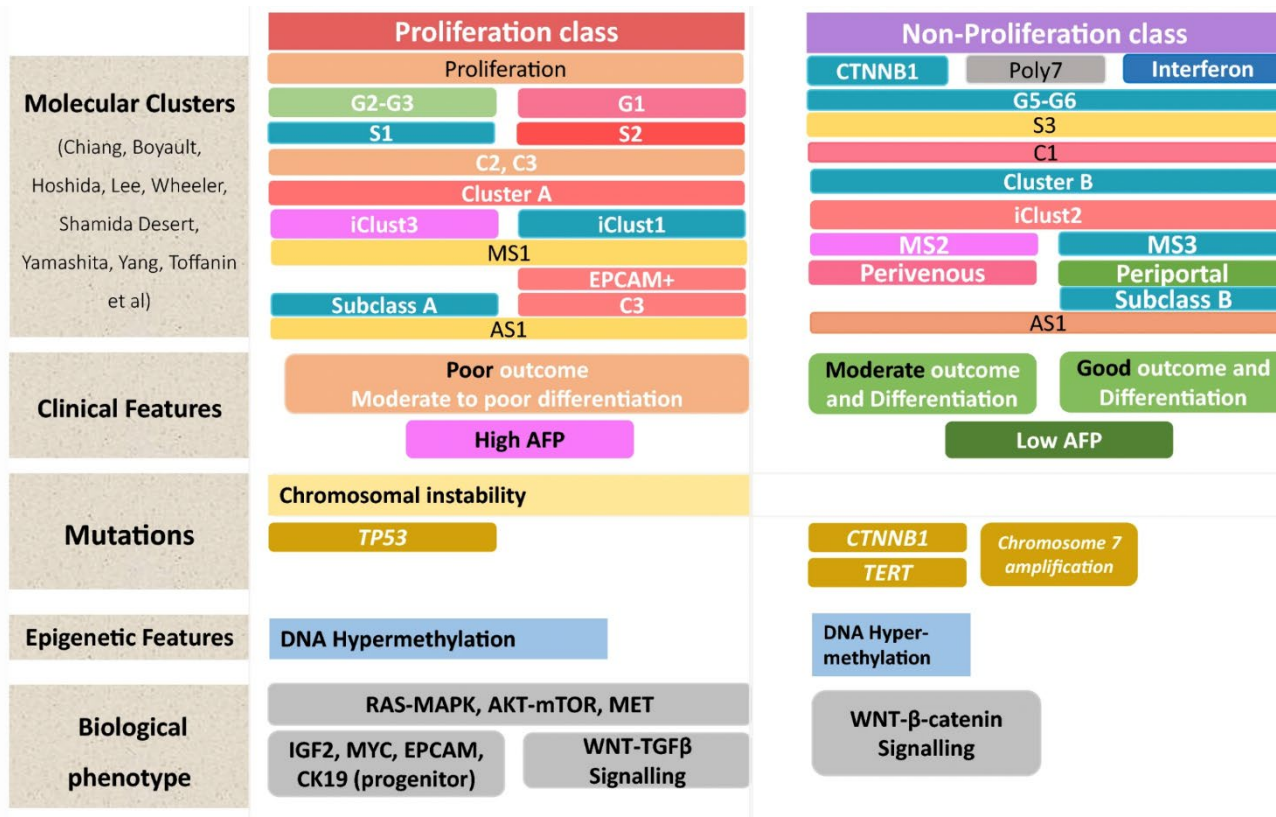 Proliferation class
Non-Proliferation class
Molecular Clusters
(Chiang, Boyault,
Hoshida, Lee, Wheeler,
Shamida Desert,
Yamashita, Yang, Toffanin
et al)
Proliferation
CTNNB1
Poly7
Interferon
G2-G3
G1
G5-G6
S1
S2
S3
C2, C3
C1
Cluster A
Cluster B
iClust3
iClust1
iClust2
MS1
MS2
MS3
EPCAM+
Perivenous
Periportal
Subclass A
C3
Subclass B
AS1
AS1
Clinical Features
Poor outcome
Moderate to poor differentiation
Moderate outcome
and Differentiation
Good outcome and
Differentiation
High AFP
Low AFP
Mutations
Chromosomal instability
TP53
CTNNB1
TERT
Chromosome 7
amplification
Epigenetic Features
DNA Hypermethylation
DNA Hyper-
methylation
Biological
phenotype
RAS-MAPK, AKT-mTOR, MET
IGF2, MYC, EPCAM,
CK19 (progenitor)
WNT-TGFβ
Signalling
WNT-β-catenin
Signalling